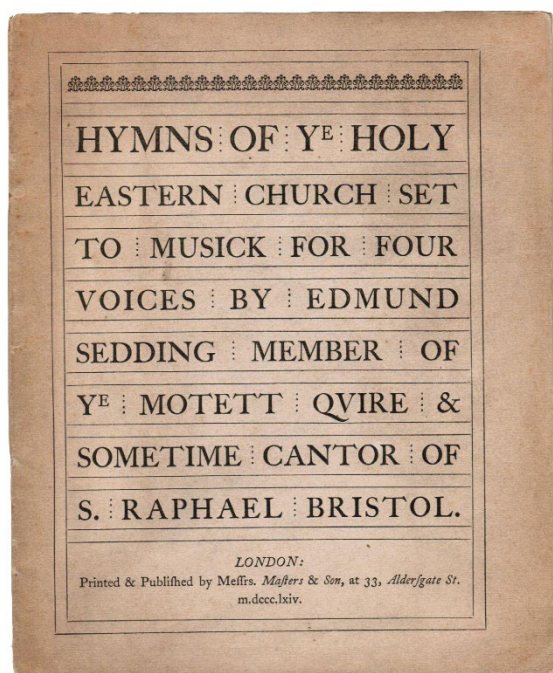 HYMNS ⋮ OF ⋮ Yᴱ ⋮ HOLY
EASTERN ⋮ CHURCH ⋮ SET
TO ⋮ MUSICK ⋮ FOR ⋮ FOUR
VOICES ⋮ BY ⋮ EDMUND
SEDDING ⋮ MEMBER ⋮ OF
Yᴱ ⋮ MOTETT ⋮ QVIRE ⋮ &
SOMETIME ⋮ CANTOR ⋮ OF
S. ⋮ RAPHAEL ⋮ BRISTOL.
LONDON:
Printed & Publiſhed by Meſſrs. Maſters & Son, at 33, Alderſgate St.
m.dccc.lxiv.